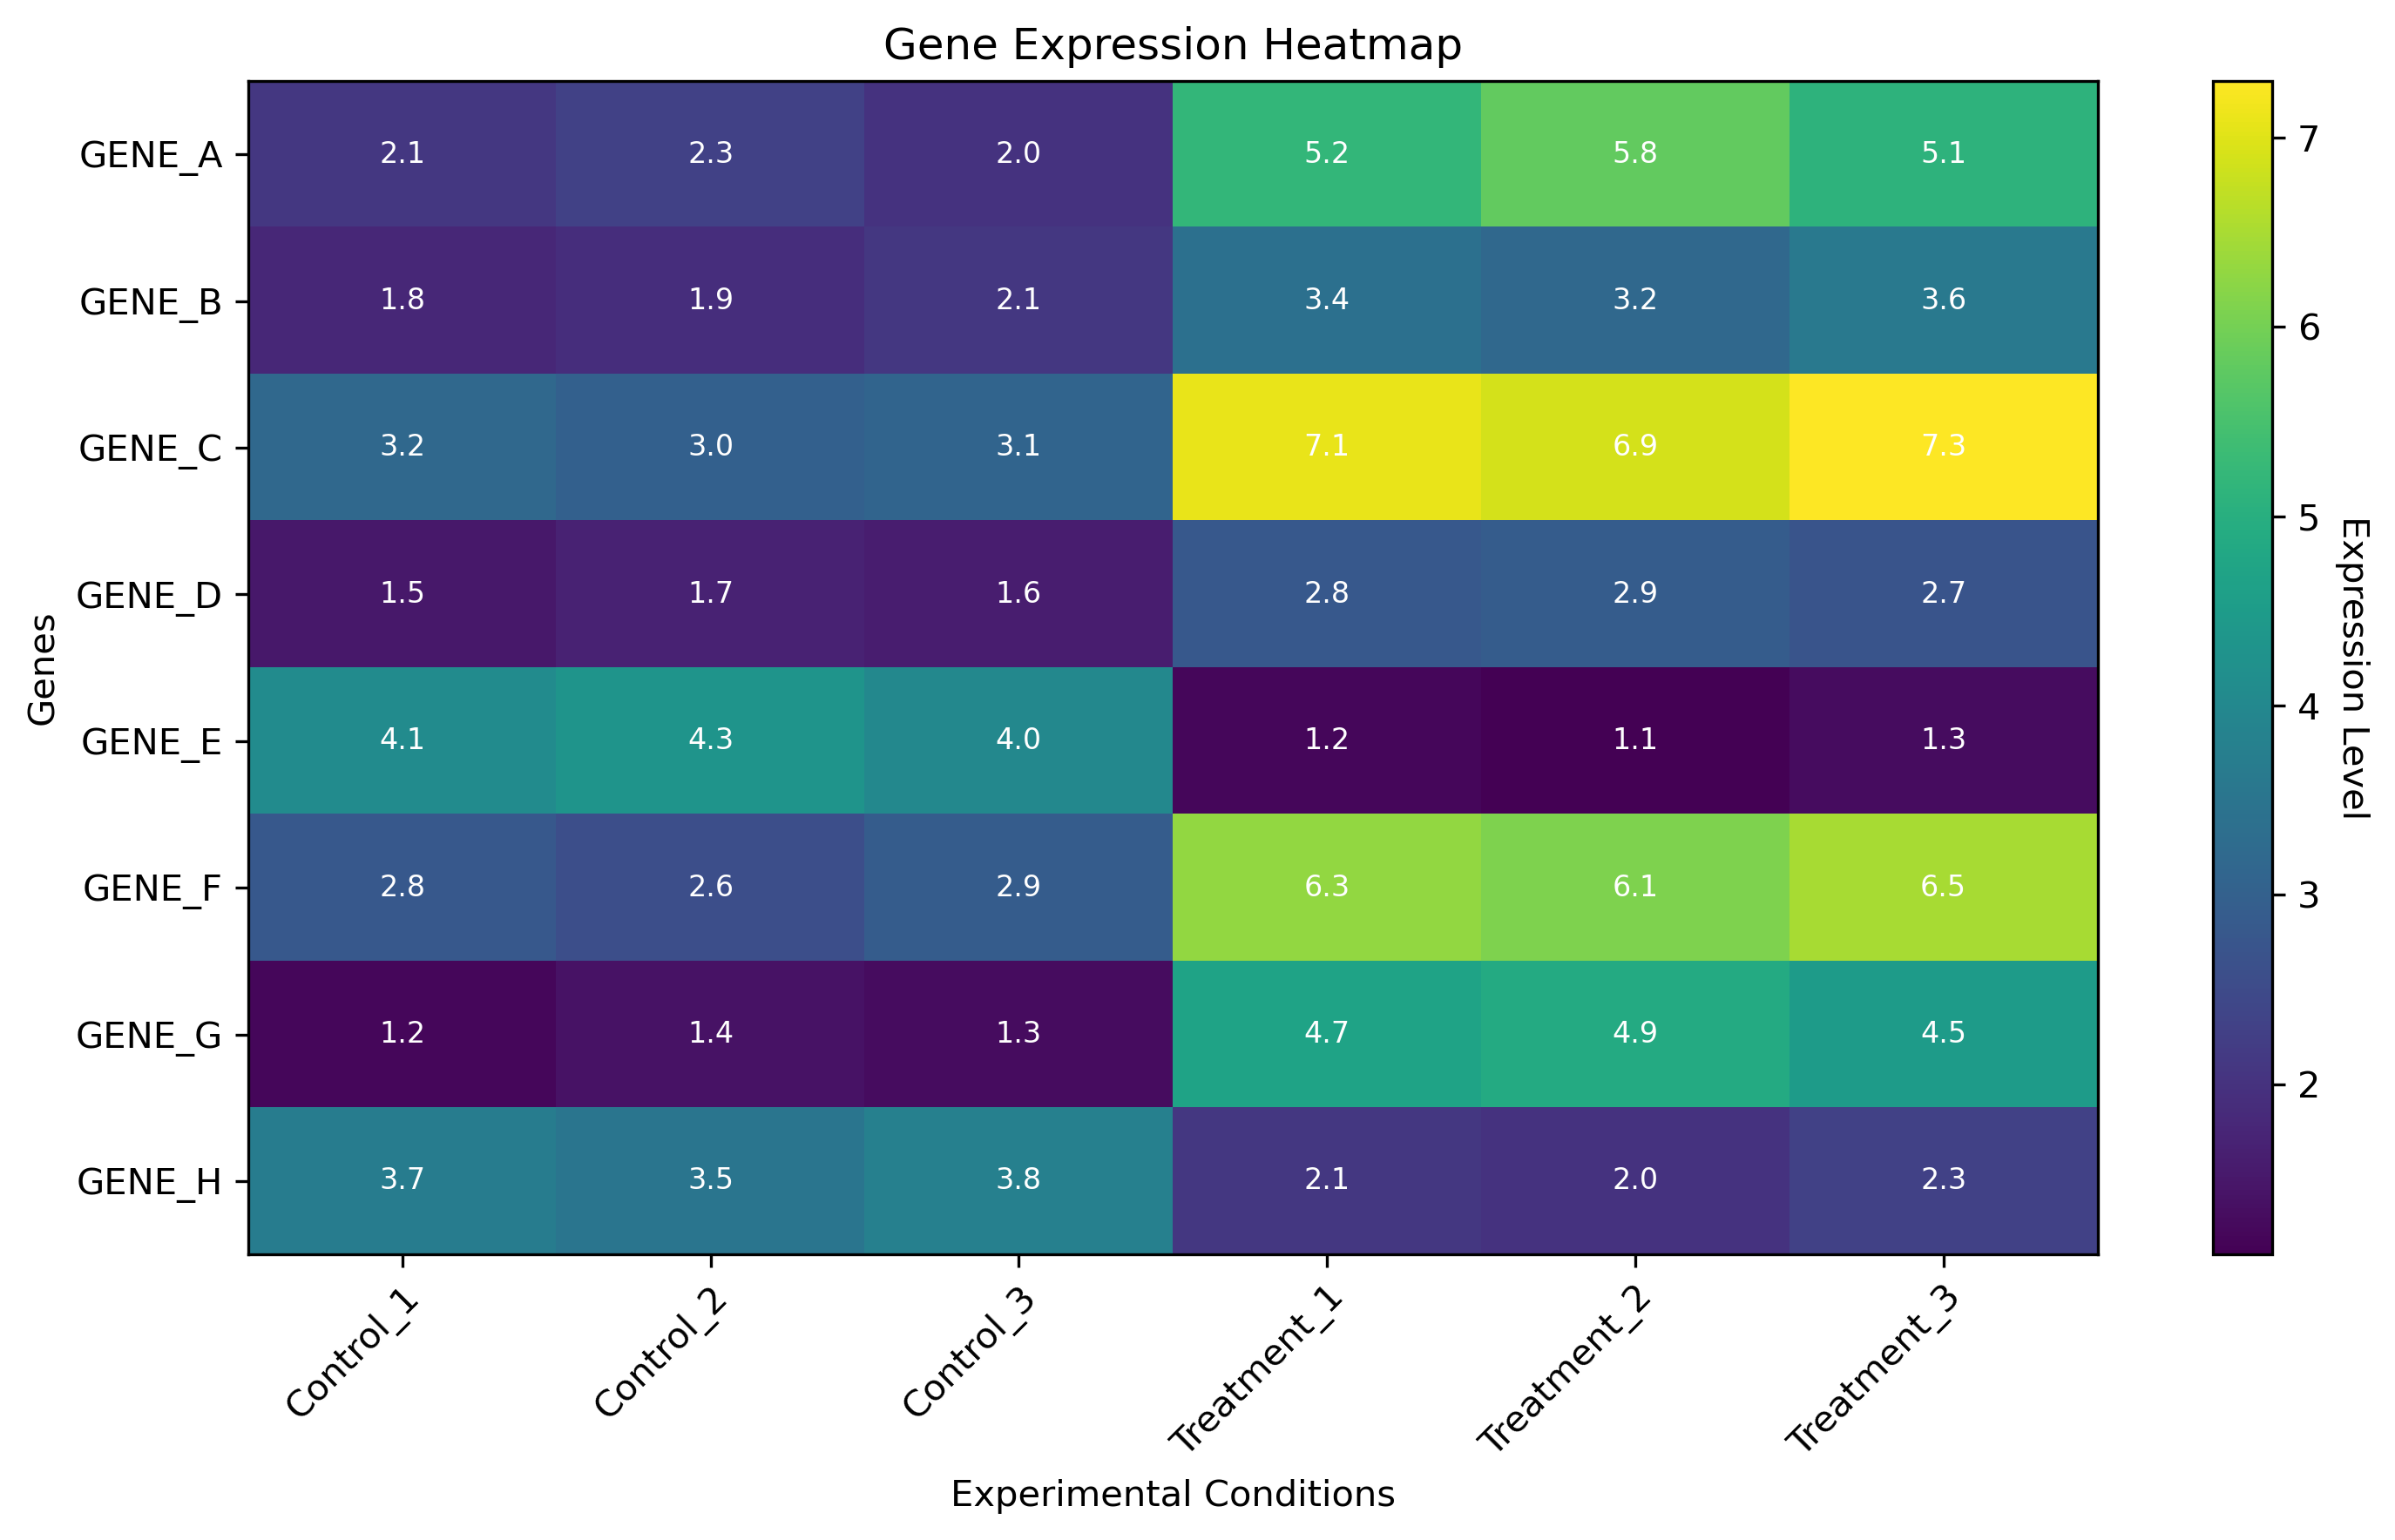 Gene Expression Heatmap
GENE_A 2.1 2.3 2.0 5.2 5.8 5.1
GENE_B 1.8 1.9 2.1 3.4 3.2 3.6
GENE_C 3.2 3.0 3.1 7.1 6.9 7.3
GENE_D 1.5 1.7 1.6 2.8 2.9 2.7
GENE_E 4.1 4.3 4.0 1.2 1.1 1.3
GENE_F 2.8 2.6 2.9 6.3 6.1 6.5
GENE_G 1.2 1.4 1.3 4.7 4.9 4.5
GENE_H 3.7 3.5 3.8 2.1 2.0 2.3
Genes
Control_1 Control_2 Control_3 Treatment_1 Treatment_2 Treatment_3
Experimental Conditions
7
6
5
4
3
2
Expression Level